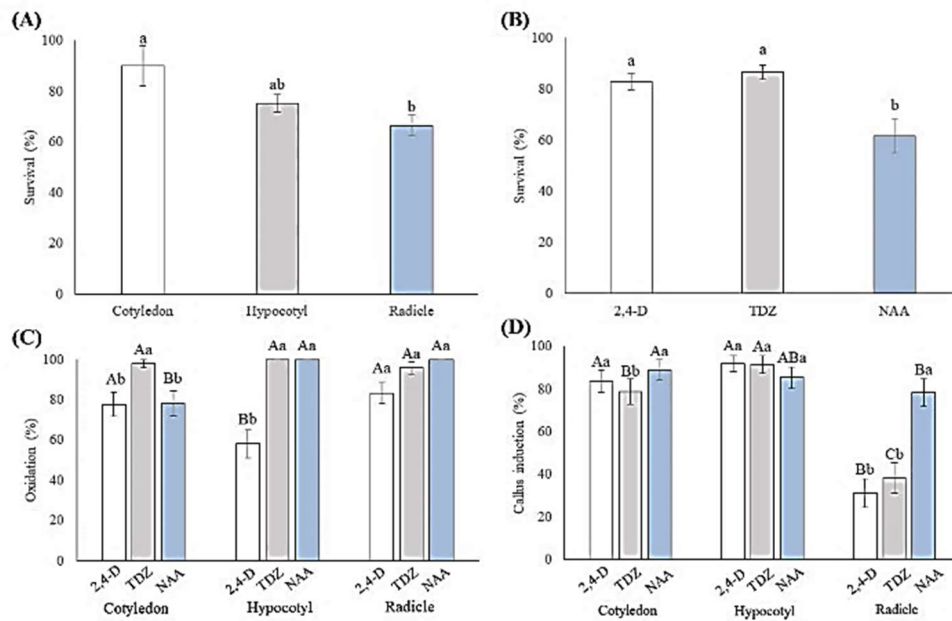 (A)
Survival (%)
100
80
60
40
20
0
a
ab
b
Cotyledon
Hypocotyl
Radicle
(B)
Survival (%)
100
80
60
40
20
0
a
a
b
2,4-D
TDZ
NAA
(C)
Oxidation (%)
100
80
60
40
20
0
Ab
Aa
Bb
Bb
Aa
Aa
Aa
Aa
Aa
2,4-D
TDZ
NAA
2,4-D
TDZ
NAA
2,4-D
TDZ
NAA
Cotyledon
Hypocotyl
Radicle
(D)
Callus induction (%)
100
80
60
40
20
0
Aa
Bb
Aa
Aa
Aa
ABa
Bb
Cb
Ba
2,4-D
TDZ
NAA
2,4-D
TDZ
NAA
2,4-D
TDZ
NAA
Cotyledon
Hypocotyl
Radicle